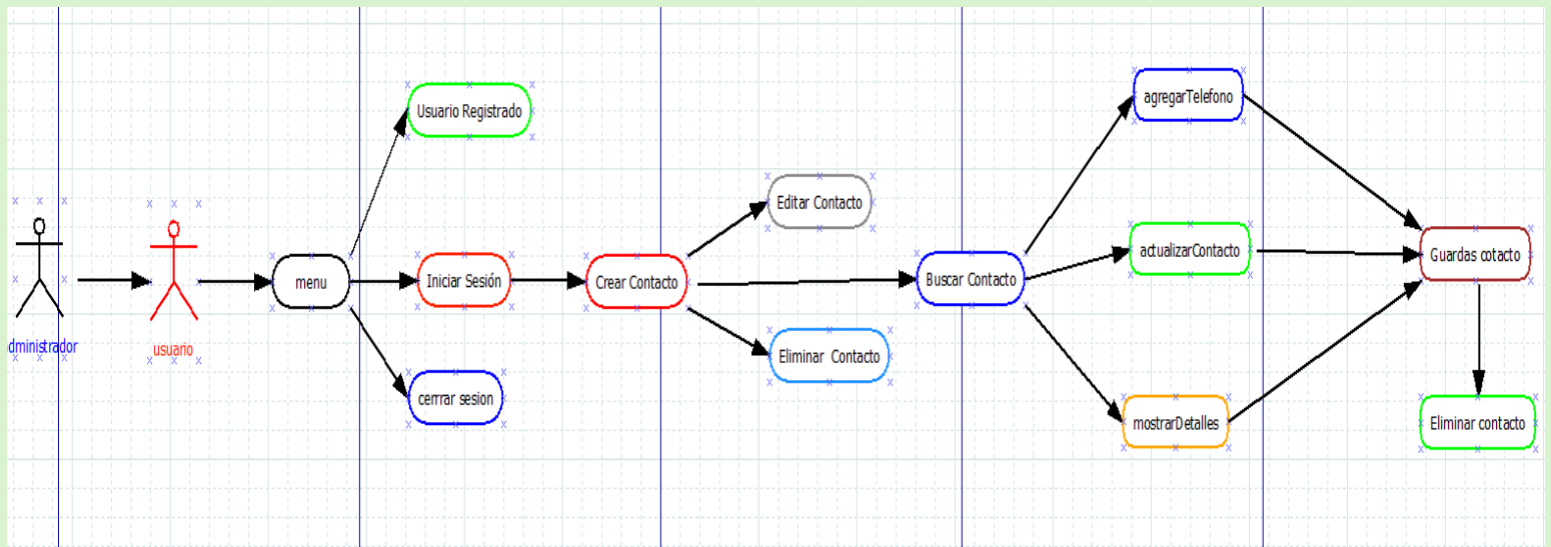 dministrador
usuario
menu
Usuario Registrado
Iniciar Sesión
cerrrar sesion
Crear Contacto
Editar Contacto
Eliminar Contacto
Buscar Contacto
agregarTelefono
actualizarContacto
mostrarDetalles
Guardas cotacto
Eliminar contacto